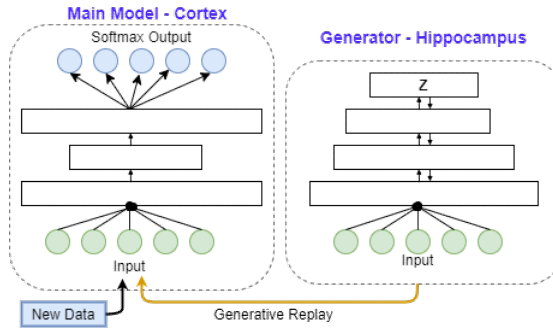 Main Model - Cortex
Softmax Output
Input
New Data
Generator - Hippocampus
Z
Input
Generative Replay